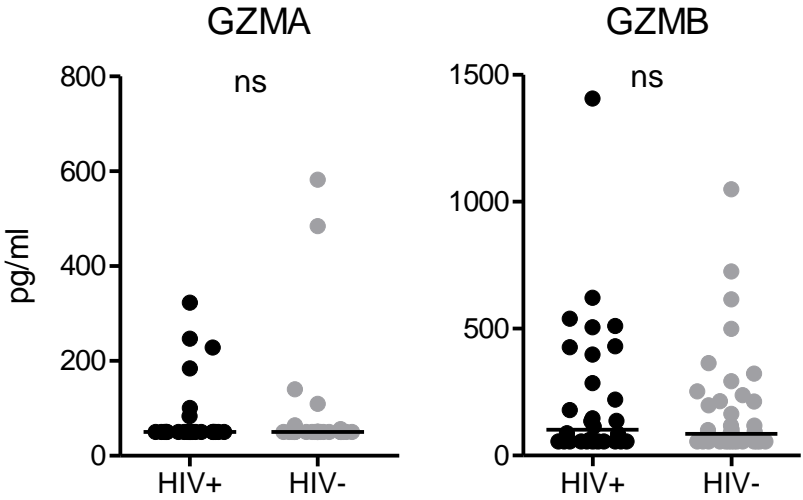 GZMA
GZMB
800
600
400
200
0
pg/ml
ns
HIV+
HIV-
1500
1000
500
0
ns
HIV+
HIV-